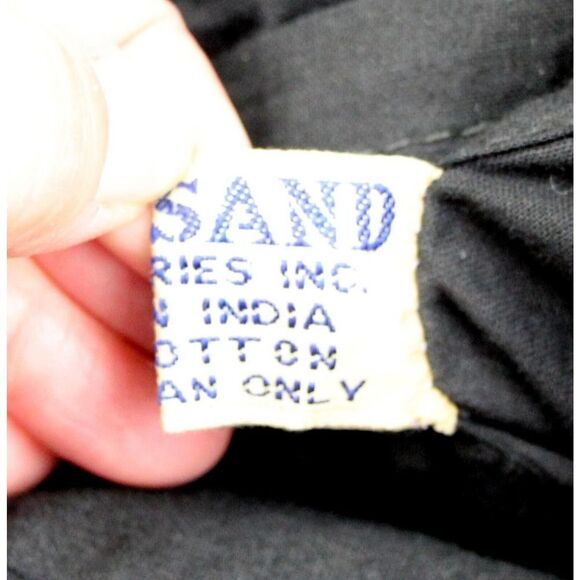 SAND
RIES INC.
N INDIA
OTTON
AN ONLY